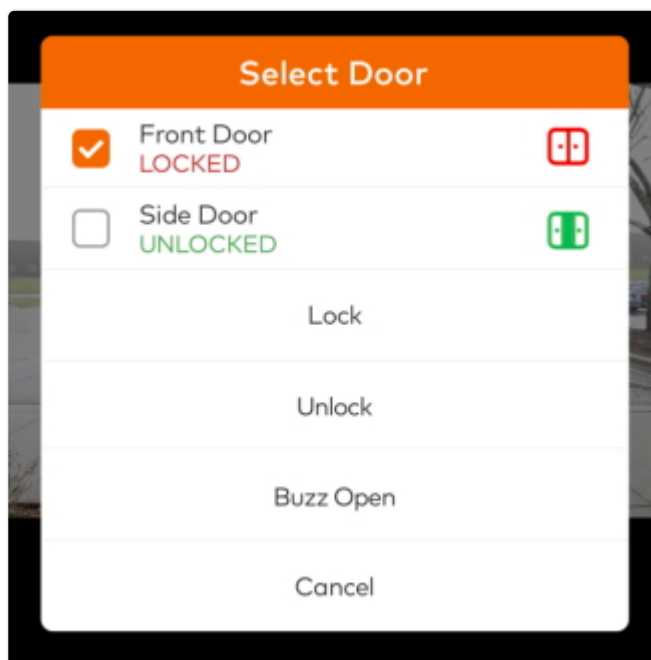 Select Door
Front Door
LOCKED
Side Door
UNLOCKED
Lock
Unlock
Buzz Open
Cancel